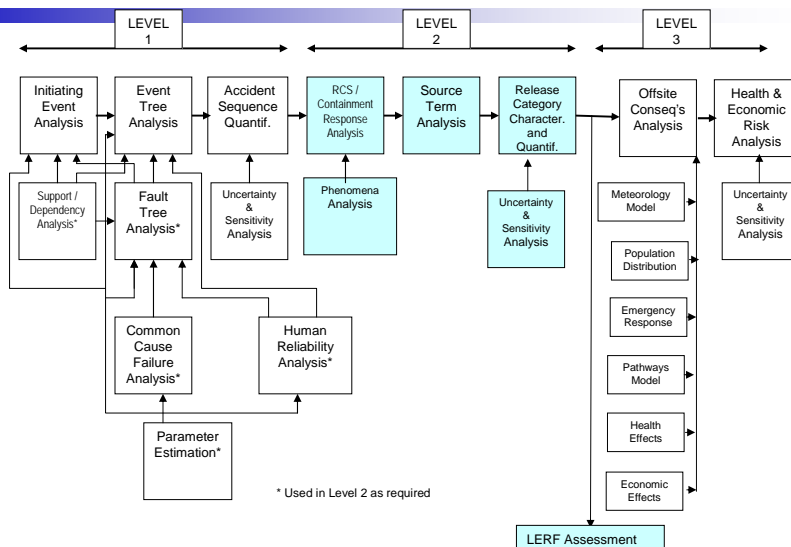 LEVEL
1
LEVEL
2
LEVEL
3
Initiating
Event
Analysis
Event
Tree
Analysis
Accident
Sequence
Quantif.
RCS /
Containment
Response
Analysis
Source
Term
Analysis
Release
Category
Character.
and
Quantif.
Offsite
Conseq's
Analysis
Health &
Economic
Risk
Analysis
Support /
Dependency
Analysis*
Fault
Tree
Analysis*
Uncertainty
&
Sensitivity
Analysis
Phenomena
Analysis
Uncertainty
&
Sensitivity
Analysis
Meteorology
Model
Uncertainty
&
Sensitivity
Analysis
Population
Distribution
Emergency
Response
Common
Cause
Failure
Analysis*
Human
Reliability
Analysis*
Pathways
Model
Health
Effects
Parameter
Estimation*
Economic
Effects
* Used in Level 2 as required
LERF Assessment